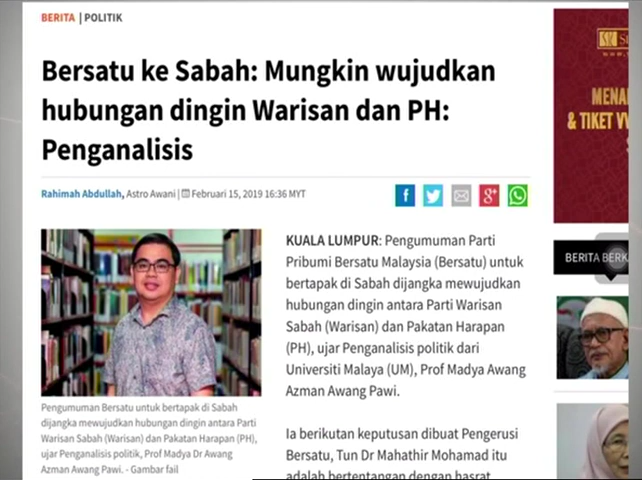 BERITA | POLITIK
Bersatu ke Sabah: Mungkin wujudkan
hubungan dingin Warisan dan PH:
Penganalisis
Rahimah Abdullah, Astro Awani | Februari 15, 2019 16:36 MYT
KUALA LUMPUR: Pengumuman Parti
Pribumi Bersatu Malaysia (Bersatu) untuk
bertapak di Sabah dijangka mewujudkan
hubungan dingin antara Parti Warisan
Sabah (Warisan) dan Pakatan Harapan
(PH), ujar Penganalisis politik dari
Universiti Malaya (UM), Prof Madya Awang
Azman Awang Pawi.
Ia berikutan keputusan dibuat Pengerusi
Bersatu, Tun Dr Mahathir Mohamad itu
adalah bertentangan dengan hasrat
Pengumuman Bersatu untuk bertapak di Sabah
dijangka mewujudkan hubungan dingin antara Parti
Warisan Sabah (Warisan) dan Pakatan Harapan (PH),
ujar Penganalisis politik, Prof Madya Dr Awang
Azman Awang Pawi. - Gambar fail
MENA
& TIKET
BERITA BERKA